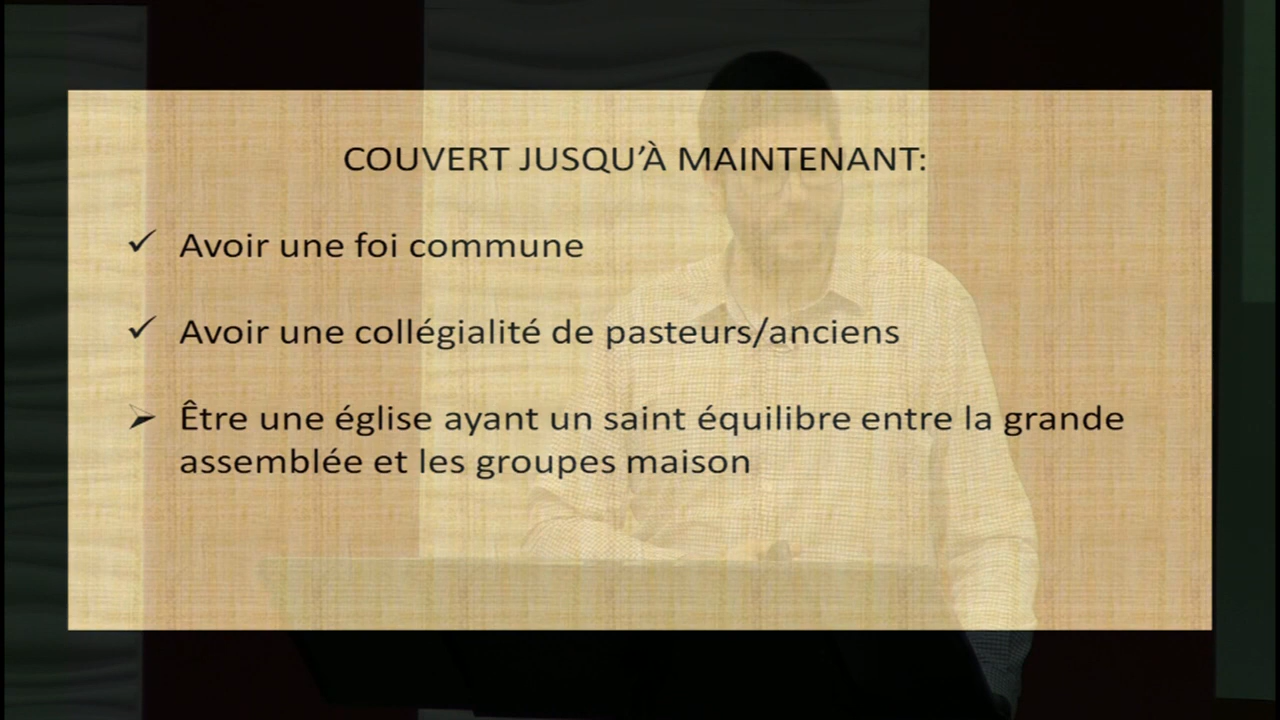 COUVERT JUSQU'À MAINTENANT:
✓ Avoir une foi commune
✓ Avoir une collégialité de pasteurs/anciens
➢ Être une église ayant un saint équilibre entre la grande
assemblée et les groupes maison